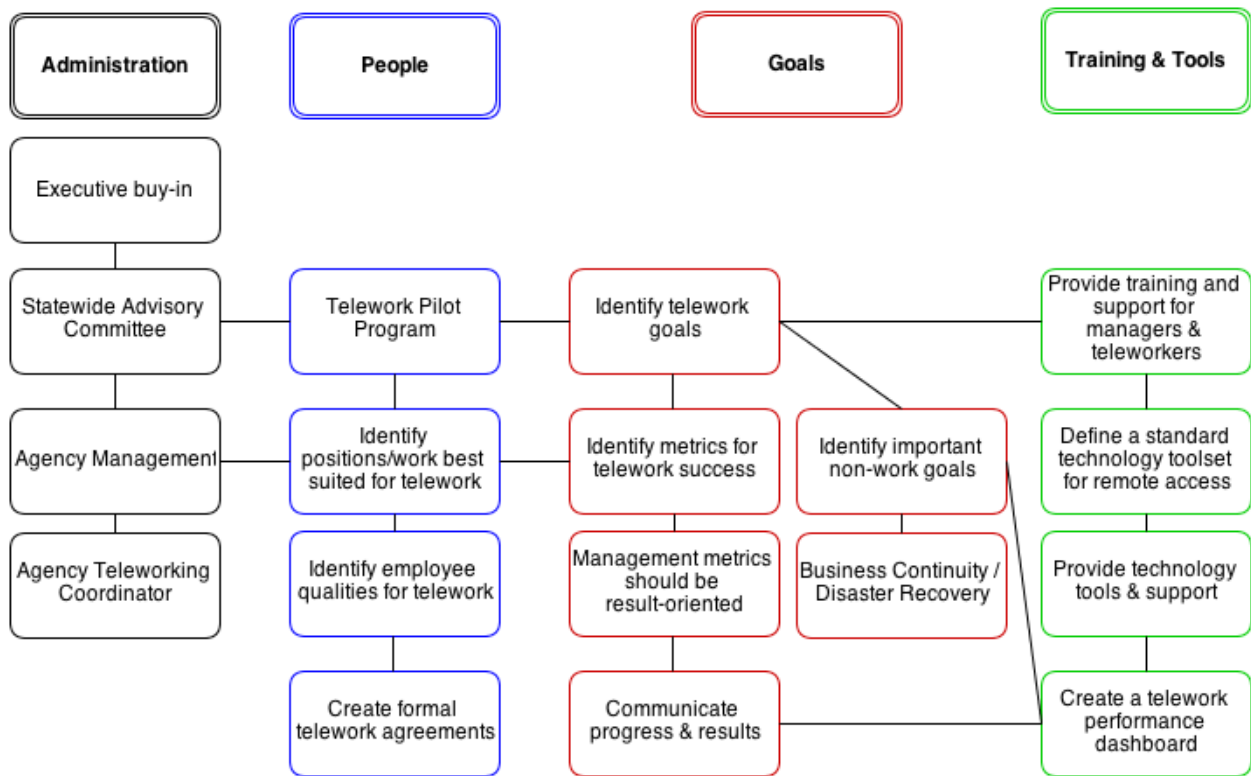 Administration
People
Goals
Training & Tools
Executive buy-in
Statewide Advisory
Committee
Telework Pilot
Program
Identify telework
goals
Provide training and
support for
managers &
teleworkers
Agency Management
Identify
positions/work best
suited for telework
Identify metrics for
telework success
Identify important
non-work goals
Define a standard
technology toolset
for remote access
Agency Teleworking
Coordinator
Identify employee
qualities for telework
Management metrics
should be
result-oriented
Business Continuity /
Disaster Recovery
Provide technology
tools & support
Create formal
telework agreements
Communicate
progress & results
Create a telework
performance
dashboard